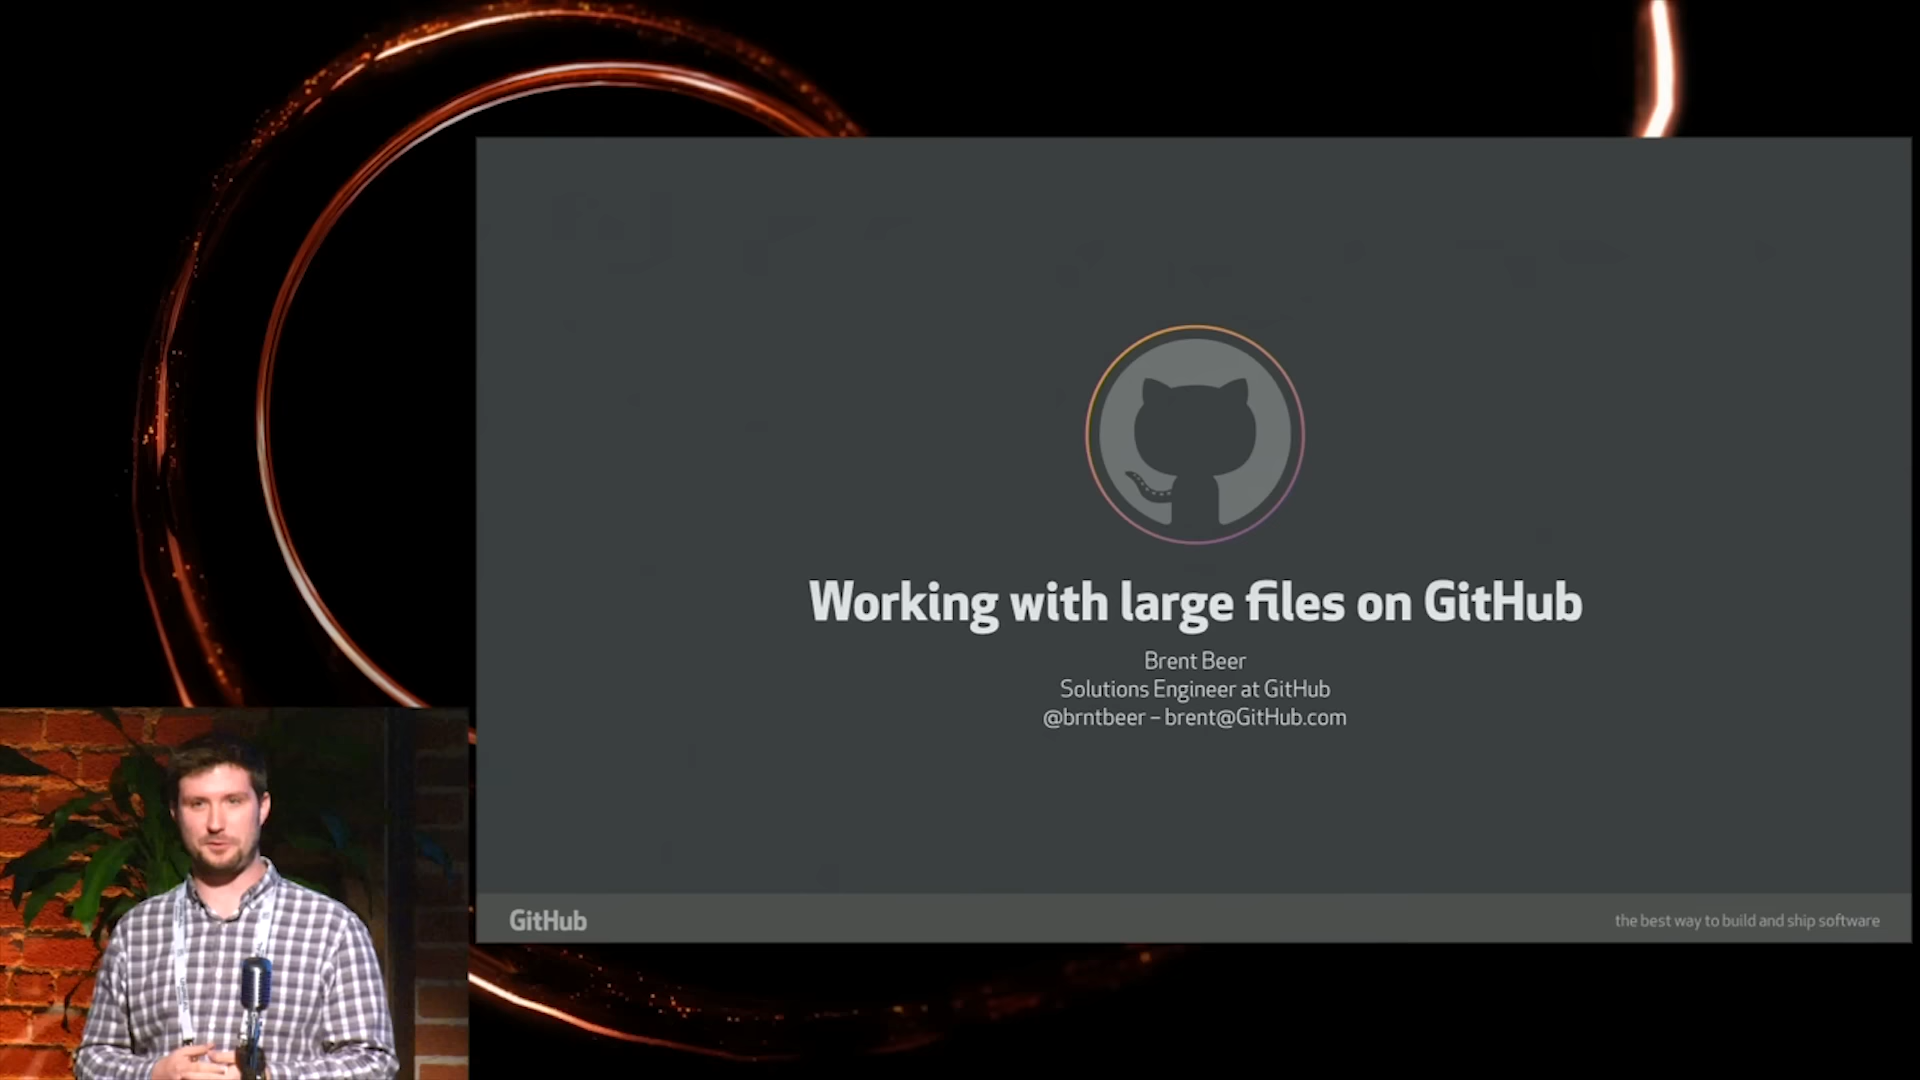 Working with large files on GitHub
Brent Beer
Solutions Engineer at GitHub
@brntbeer – brent@GitHub.com
GitHub
the best way to build and ship software